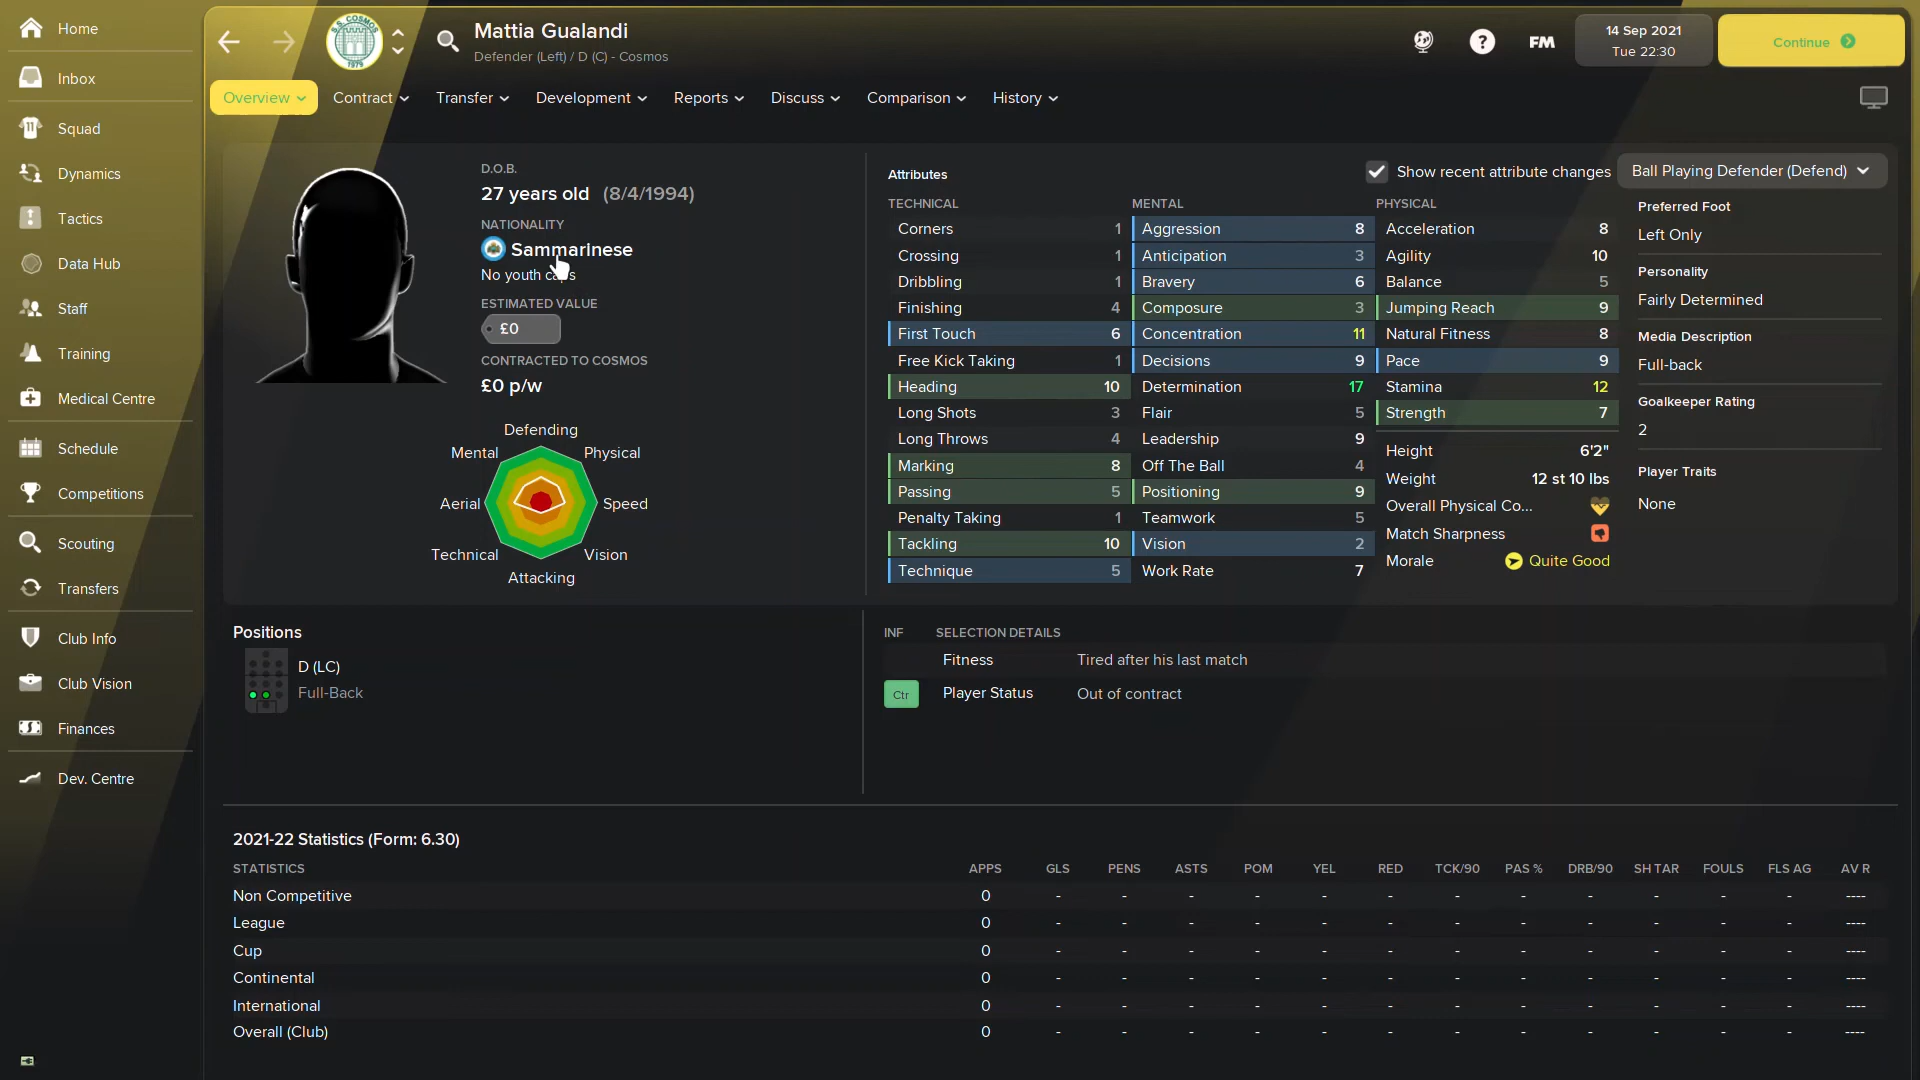 Home
Inbox
Squad
Dynamics
Tactics
Data Hub
Staff
Training
Medical Centre
Schedule
Competitions
Scouting
Transfers
Club Info
Club Vision
Finances
Dev. Centre
S.S. COSMOS
1979
Mattia Gualandi
Defender (Left) / D (C) - Cosmos
?
FM
14 Sep 2021
Tue 22:30
Continue
Overview
Contract
Transfer
Development
Reports
Discuss
Comparison
History
D.O.B.
27 years old (8/4/1994)
NATIONALITY
Sammarinese
No youth
ESTIMATED VALUE
£0
CONTRACTED TO COSMOS
£0 p/w
Defending
Mental
Physical
Aerial
Speed
Technical
Vision
Attacking
Attributes
Show recent attribute changes
Ball Playing Defender (Defend)
TECHNICAL
Corners 1
Crossing 1
Dribbling 1
Finishing 4
First Touch 6
Free Kick Taking 1
Heading 10
Long Shots 3
Long Throws 4
Marking 8
Passing 5
Penalty Taking 1
Tackling 10
Technique 5
MENTAL
Aggression 8
Anticipation 3
Bravery 6
Composure 3
Concentration 11
Decisions 9
Determination 17
Flair 5
Leadership 9
Off The Ball 4
Positioning 9
Teamwork 5
Vision 2
Work Rate 7
PHYSICAL
Acceleration 8
Agility 10
Balance 5
Jumping Reach 9
Natural Fitness 8
Pace 9
Stamina 12
Strength 7
Height 6'2"
Weight 12 st 10 lbs
Overall Physical Co...
Match Sharpness
Morale Quite Good
Preferred Foot
Left Only
Personality
Fairly Determined
Media Description
Full-back
Goalkeeper Rating
2
Player Traits
None
Positions
D (LC)
Full-Back
INF SELECTION DETAILS
Fitness Tired after his last match
Ctr Player Status Out of contract
2021-22 Statistics (Form: 6.30)
STATISTICS APPS GLS PENS ASTS POM YEL RED TCK/90 PAS % DRB/90 SH TAR FOULS FLS AG AV R
Non Competitive 0 - - - - - - - - - - - - ----
League 0 - - - - - - - - - - - - ----
Cup 0 - - - - - - - - - - - - ----
Continental 0 - - - - - - - - - - - - ----
International 0 - - - - - - - - - - - - ----
Overall (Club) 0 - - - - - - - - - - - - ----